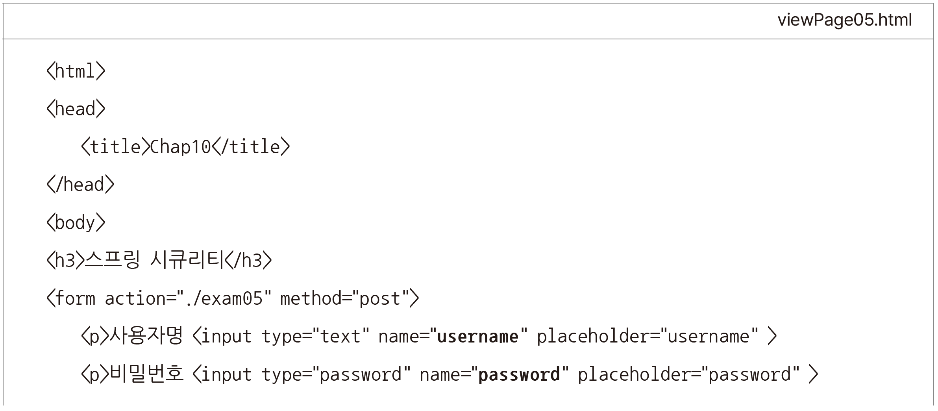 viewPage05.html
<html>
<head>
<title>Chap10</title>
</head>
<body>
<h3>스프링 시큐리티</h3>
<form action="./exam05" method="post">
<p>사용자명 <input type="text" name="username" placeholder="username" >
<p>비밀번호 <input type="password" name="password" placeholder="password" >